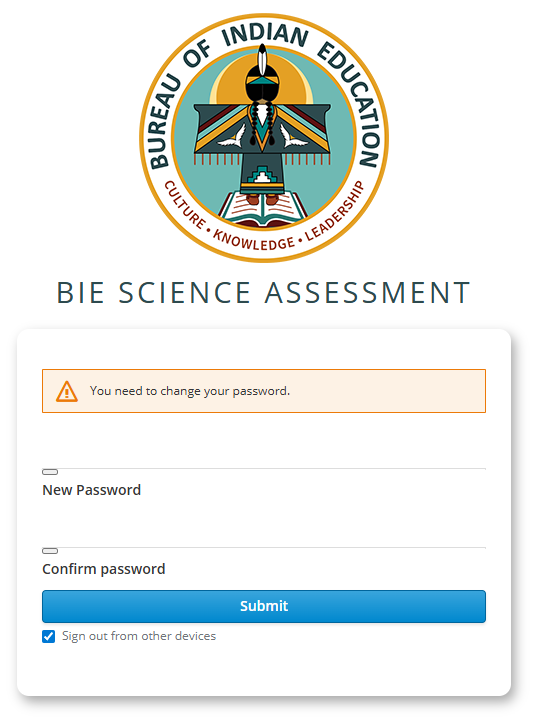 BUREAU OF INDIAN EDUCATION
CULTURE • KNOWLEDGE • LEADERSHIP
BIE SCIENCE ASSESSMENT
You need to change your password.
New Password
Confirm password
Submit
Sign out from other devices